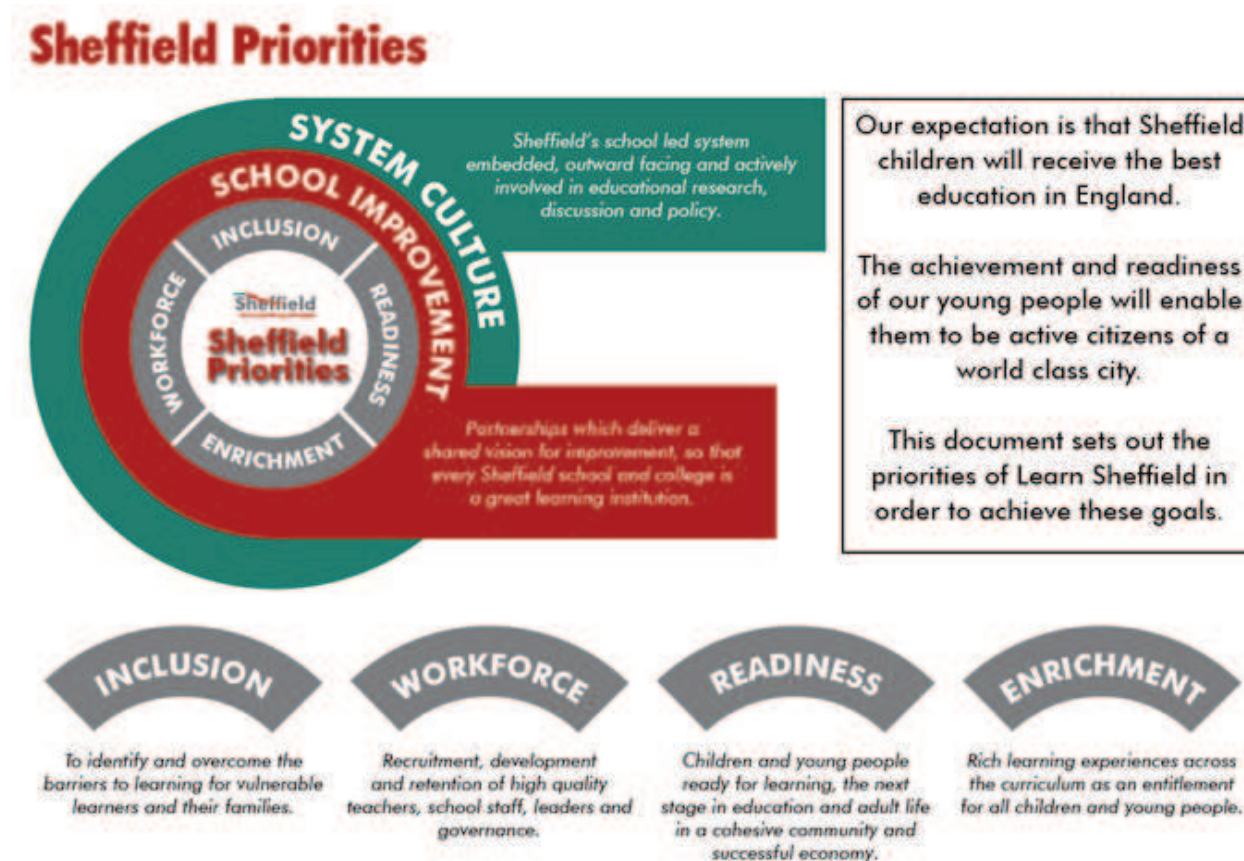 Sheffield Priorities
SYSTEM CULTURE
Sheffield's school led system
embedded, outward facing and actively
involved in educational research,
discussion and policy.
SCHOOL IMPROVEMENT
INCLUSION
WORKFORCE
READINESS
ENRICHMENT
Sheffield
Sheffield
Priorities
Partnerships which deliver a
shared vision for improvement, so that
every Sheffield school and college is
a great learning institution.
Our expectation is that Sheffield
children will receive the best
education in England.
The achievement and readiness
of our young people will enable
them to be active citizens of a
world class city.
This document sets out the
priorities of Learn Sheffield in
order to achieve these goals.
INCLUSION
To identify and overcome the
barriers to learning for vulnerable
learners and their families.
WORKFORCE
Recruitment, development
and retention of high quality
teachers, school staff, leaders and
governance.
READINESS
Children and young people
ready for learning, the next
stage in education and adult life
in a cohesive community and
successful economy.
ENRICHMENT
Rich learning experiences across
the curriculum as an entitlement
for all children and young people.